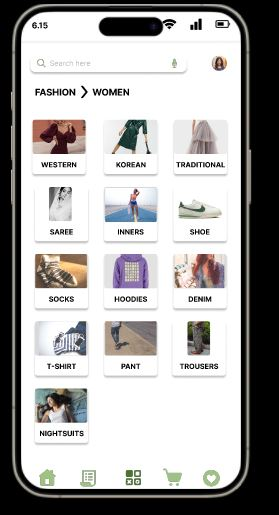 6.15
Search here
FASHION > WOMEN
WESTERN KOREAN TRADITIONAL
SAREE INNERS SHOE
SOCKS HOODIES DENIM
T-SHIRT PANT TROUSERS
NIGHTSUITS